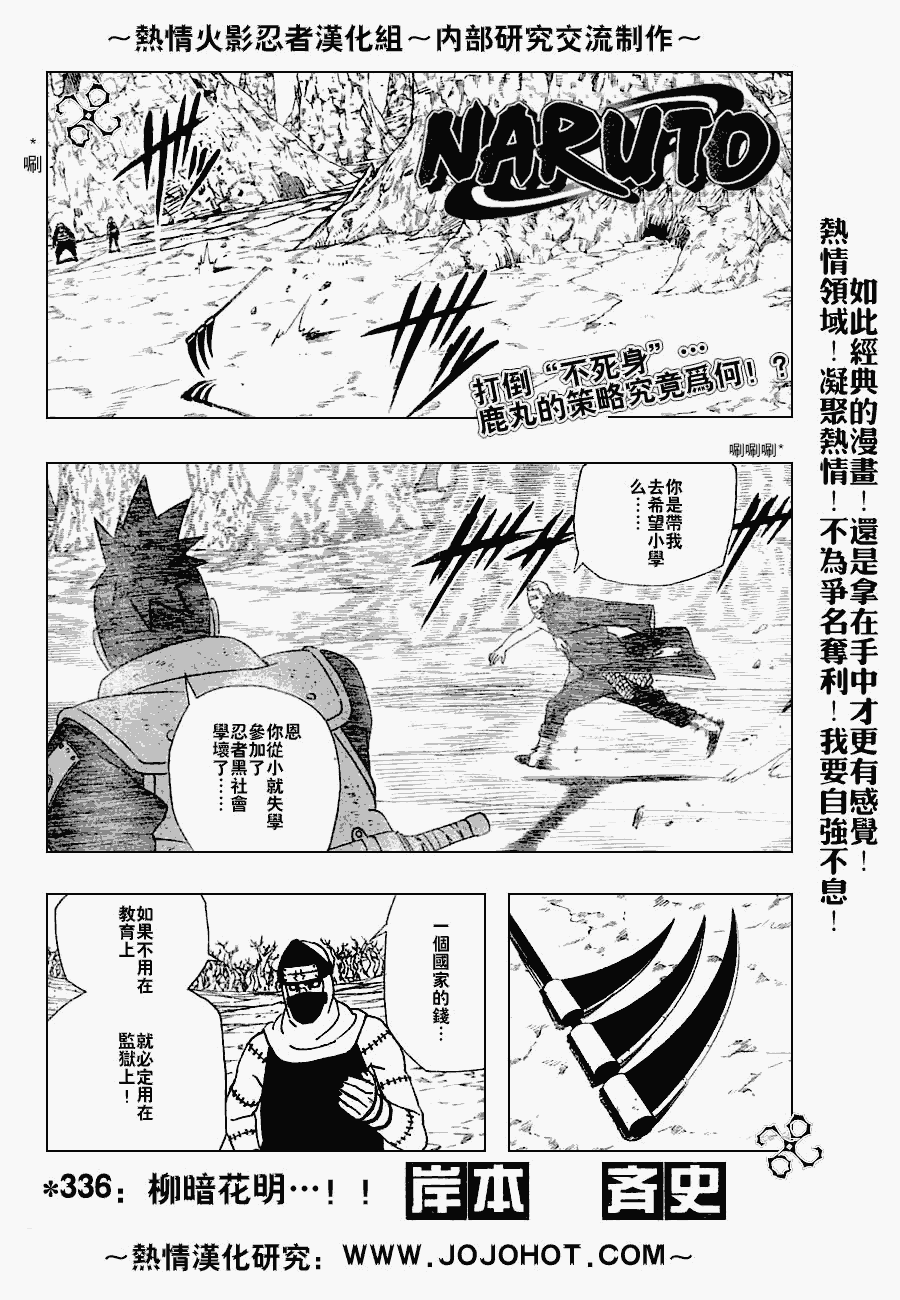 ～熱情火影忍者漢化組～内部研究交流制作～
NARUTO
*唰
打倒“不死身”…
鹿丸的策略究竟爲何！？
如此經典的漫畫！還是拿在手中才更有感覺！
熱情領域！凝聚熱情！不為爭名奪利！我要自強不息！
唰唰唰*
你是帶我
去希望小學
么……
恩
你從小就失學
參加了
忍者黑社會
學壞了……
一個國家的錢…
如果不用在
教育上
就必定用在
監獄上！
*336：柳暗花明…！！
岸本 斉史
～熱情漢化研究：WWW.JOJOHOT.COM～